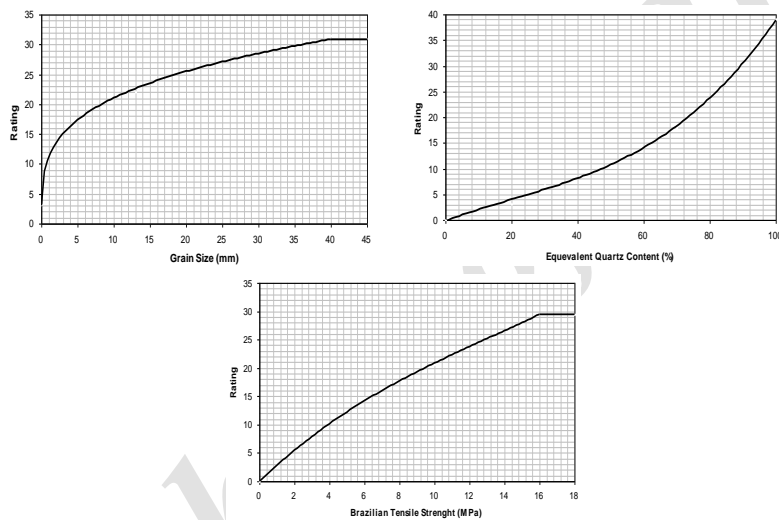 35
30
25
20
15
10
5
0
Rating
0 5 10 15 20 25 30 35 40 45
Grain Size (mm)
40
35
30
25
20
15
10
5
0
Rating
0 20 40 60 80 100
Equevalent Quartz Content (%)
35
30
25
20
15
10
5
0
Rating
0 2 4 6 8 10 12 14 16 18
Brazilian Tensile Strenght (MPa)